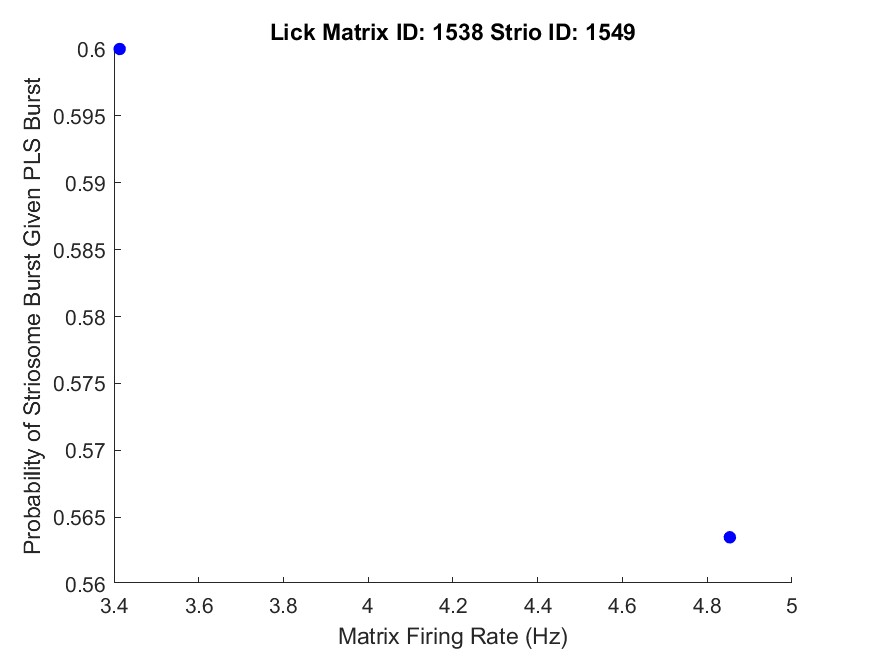 Lick Matrix ID: 1538 Strio ID: 1549
Probability of Striosome Burst Given PLS Burst
0.6
0.595
0.59
0.585
0.58
0.575
0.57
0.565
0.56
3.4 3.6 3.8 4 4.2 4.4 4.6 4.8 5
Matrix Firing Rate (Hz)